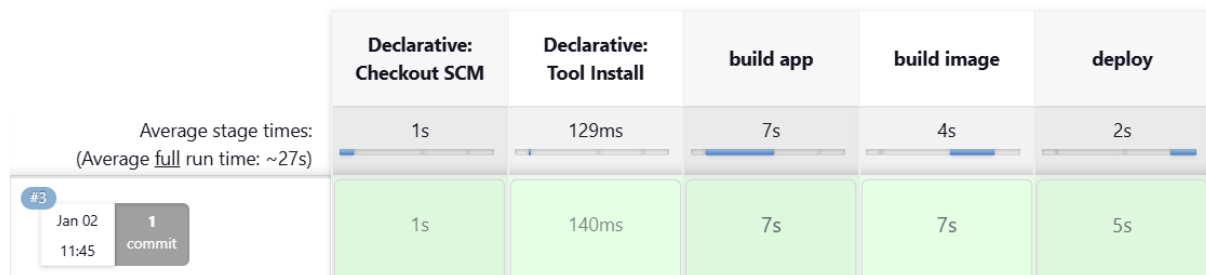 Declarative:
Checkout SCM
Declarative:
Tool Install
build app
build image
deploy
Average stage times:
(Average full run time: ~27s)
1s
129ms
7s
4s
2s
#3
Jan 02
11:45
1
commit
1s
140ms
7s
7s
5s